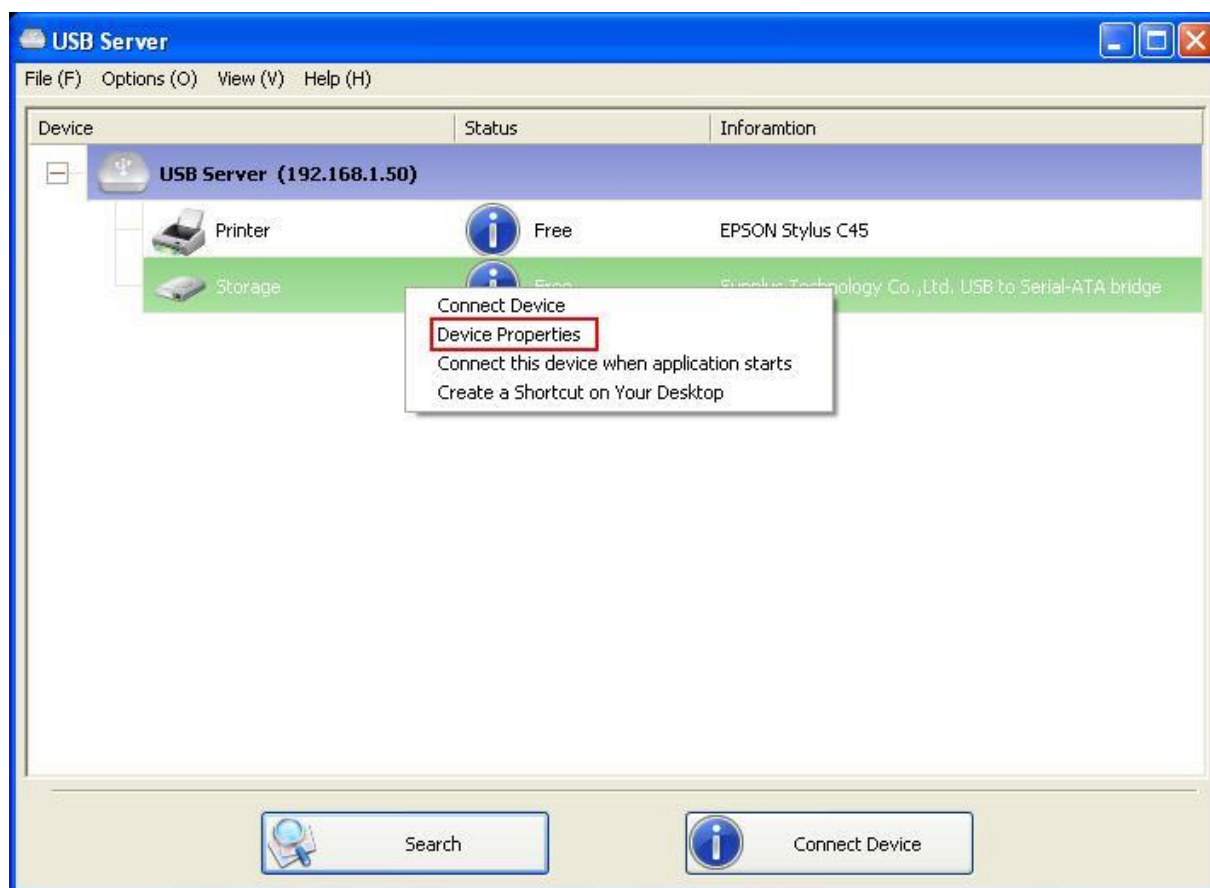 USB Server
File (F) Options (O) View (V) Help (H)
Device Status Inforamtion
USB Server (192.168.1.50)
Printer Free EPSON Stylus C45
Storage Free Technology Co.,Ltd. USB to Serial-ATA bridge
Connect Device
Device Properties
Connect this device when application starts
Create a Shortcut on Your Desktop
Search Connect Device